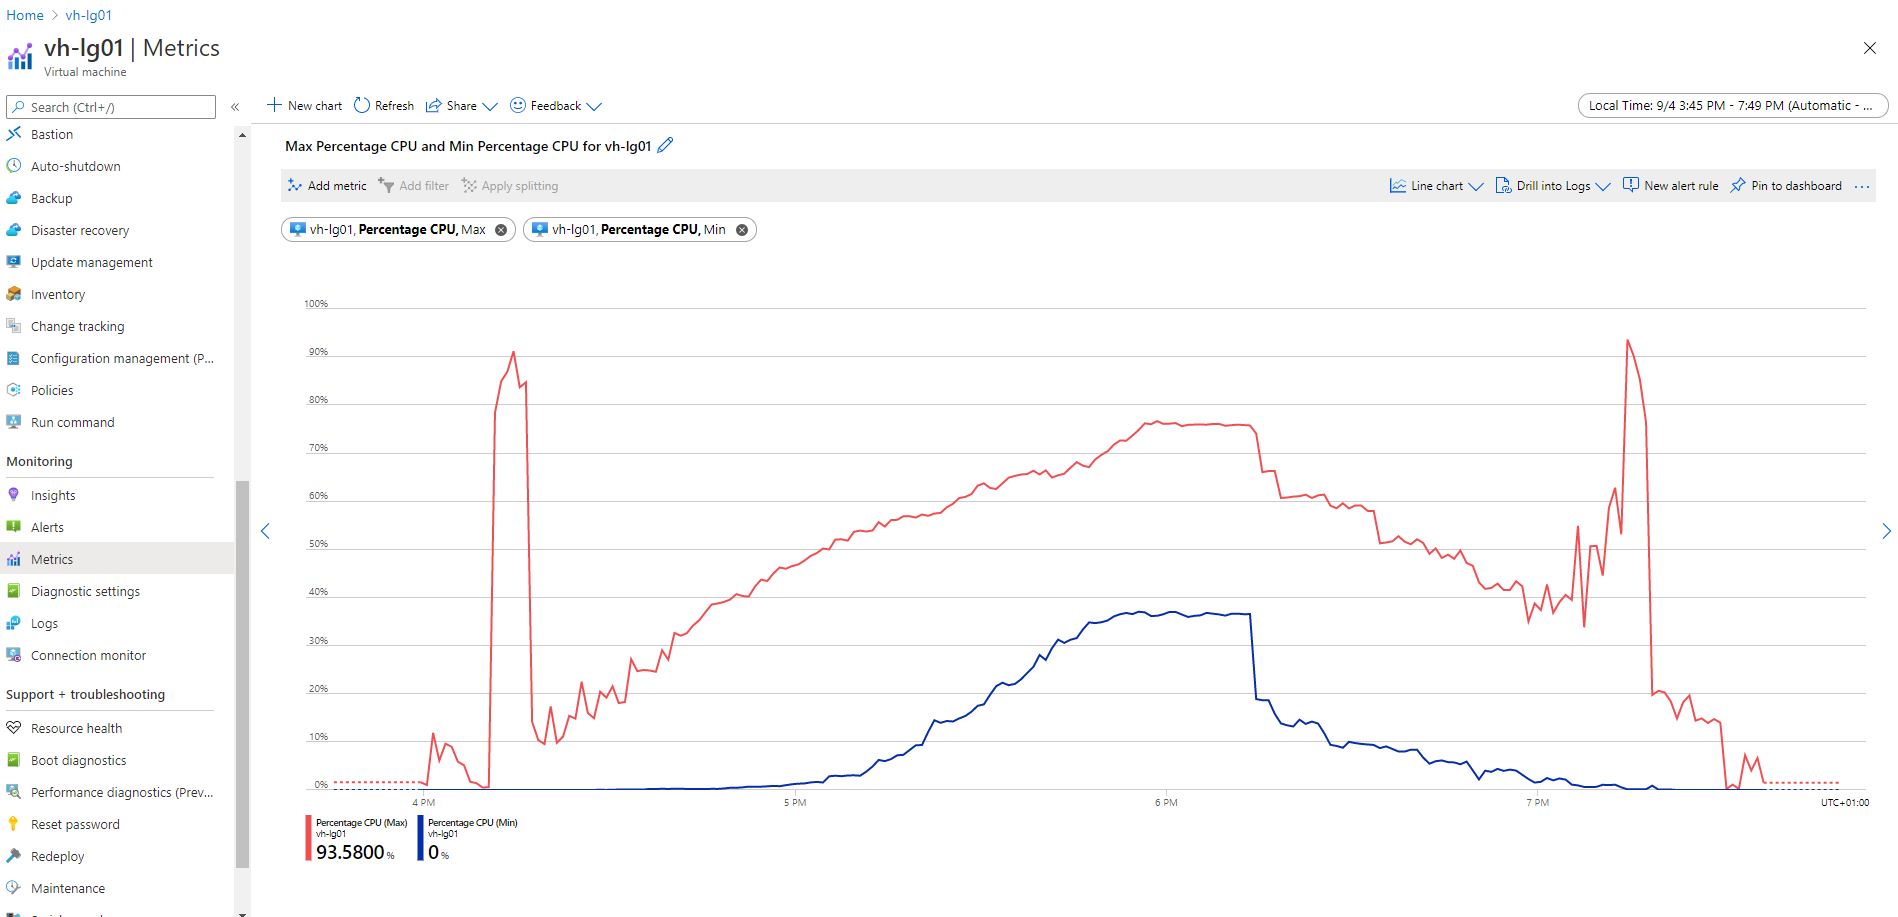 Home > vh-lg01
vh-lg01 | Metrics
Virtual machine
Search (Ctrl+/)
«
Bastion
Auto-shutdown
Backup
Disaster recovery
Update management
Inventory
Change tracking
Configuration management (P...
Policies
Run command
Monitoring
Insights
Alerts
Metrics
Diagnostic settings
Logs
Connection monitor
Support + troubleshooting
Resource health
Boot diagnostics
Performance diagnostics (Prev...
Reset password
Redeploy
Maintenance
New chart Refresh Share Feedback
Local Time: 9/4 3:45 PM - 7:49 PM (Automatic - ...
Max Percentage CPU and Min Percentage CPU for vh-lg01
Add metric Add filter Apply splitting
Line chart Drill into Logs New alert rule Pin to dashboard ...
vh-lg01, Percentage CPU, Max vh-lg01, Percentage CPU, Min
100%
90%
80%
70%
60%
50%
40%
30%
20%
10%
0%
4 PM 5 PM 6 PM 7 PM UTC+01:00
Percentage CPU (Max)
vh-lg01
93.5800 %
Percentage CPU (Min)
vh-lg01
0 %